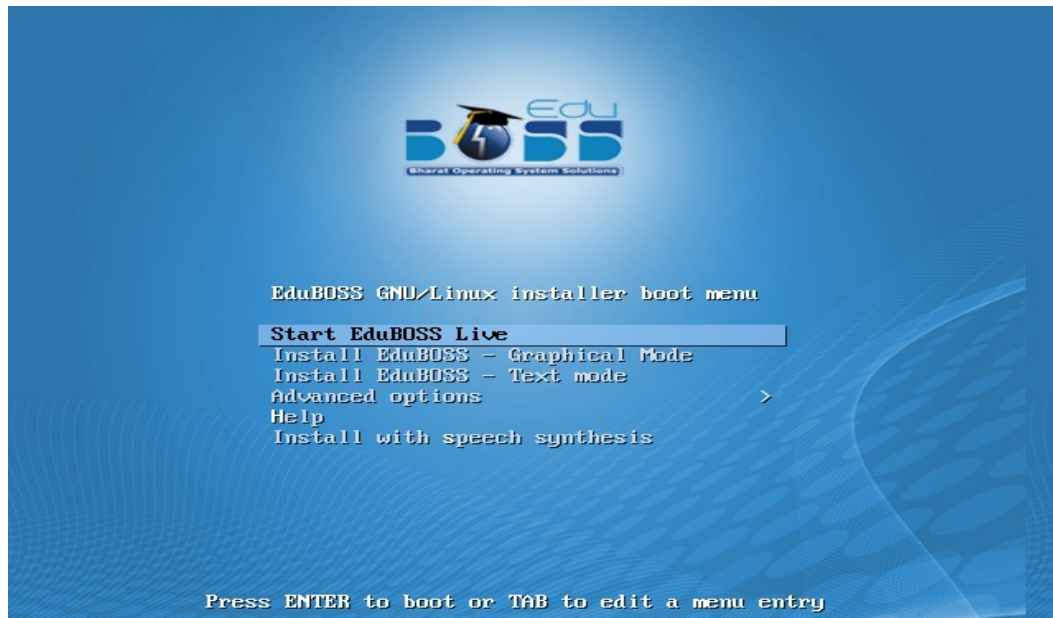 Edu
BOSS
Bharat Operating System Solutions
EduBOSS GNU/Linux installer boot menu
Start EduBOSS Live
Install EduBOSS - Graphical Mode
Install EduBOSS - Text mode
Advanced options >
Help
Install with speech synthesis
Press ENTER to boot or TAB to edit a menu entry